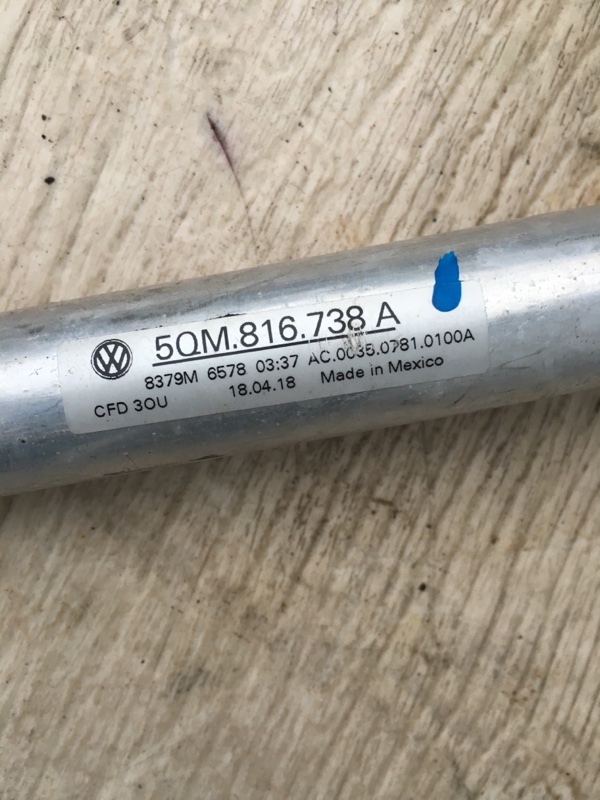 5QM.816.738 A
8379M 6578 03:37 AC.0035.0781.0100A
CFD 3OU 18.04.18 Made in Mexico